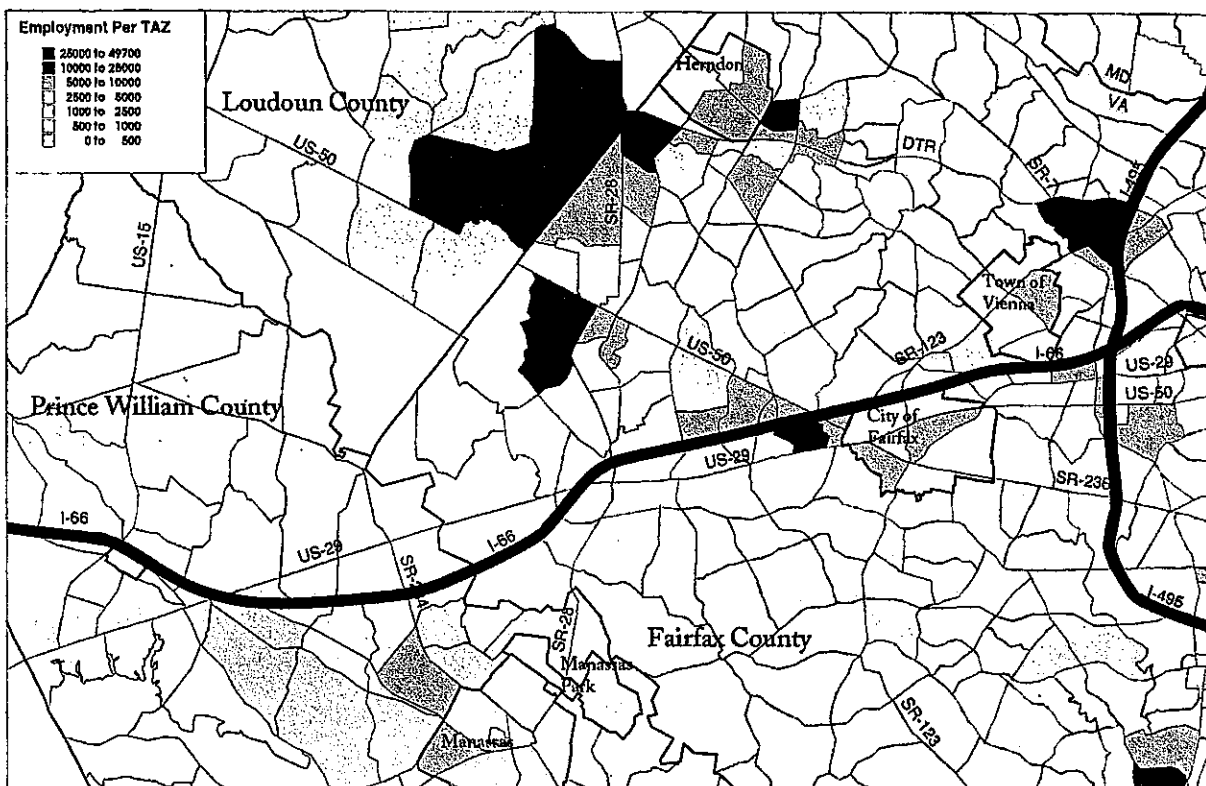 Employment Per TAZ
25000 to 49700
10000 to 25000
5000 to 10000
2500 to 5000
1000 to 2500
500 to 1000
0 to 500
Herndon
MD
VA
Loudoun County
US-50
DTR
SR-7
I-495
SR-28
US-15
Town of
Vienna
US-50
SR-123
I-66
US-29
US-50
Prince William County
City of
Fairfax
US-29
SR-236
I-66
US-29
I-66
I-495
SR-28
Fairfax County
Manassas
Park
SR-123
Manassas